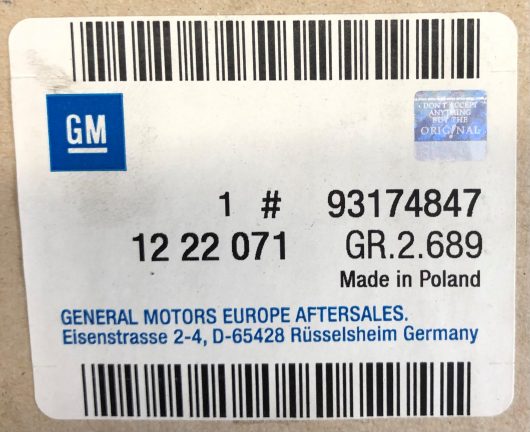 GM
DON'T ACCEPT
ANYTHING
BUT THE
ORIGINAL
1 # 93174847
12 22 071 GR.2.689
Made in Poland
GENERAL MOTORS EUROPE AFTERSALES.
Eisenstrasse 2-4, D-65428 Rüsselsheim Germany